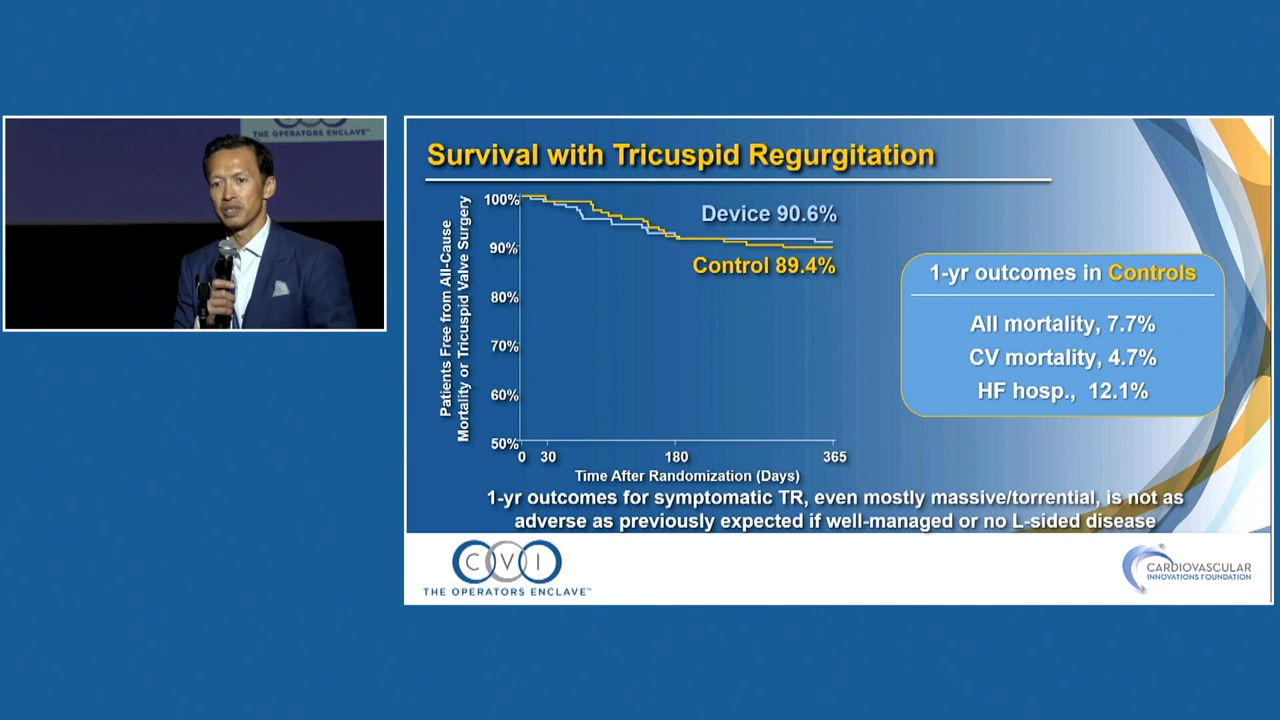 THE OPERATORS ENCLAVE™
Survival with Tricuspid Regurgitation
Patients Free from All-Cause
Mortality or Tricuspid Valve Surgery
100%
90%
80%
70%
60%
50%
Device 90.6%
Control 89.4%
0 30 180 365
Time After Randomization (Days)
1-yr outcomes in Controls
All mortality, 7.7%
CV mortality, 4.7%
HF hosp., 12.1%
1-yr outcomes for symptomatic TR, even mostly massive/torrential, is not as
adverse as previously expected if well-managed or no L-sided disease
CVI
THE OPERATORS ENCLAVE™
CARDIOVASCULAR
INNOVATIONS FOUNDATION